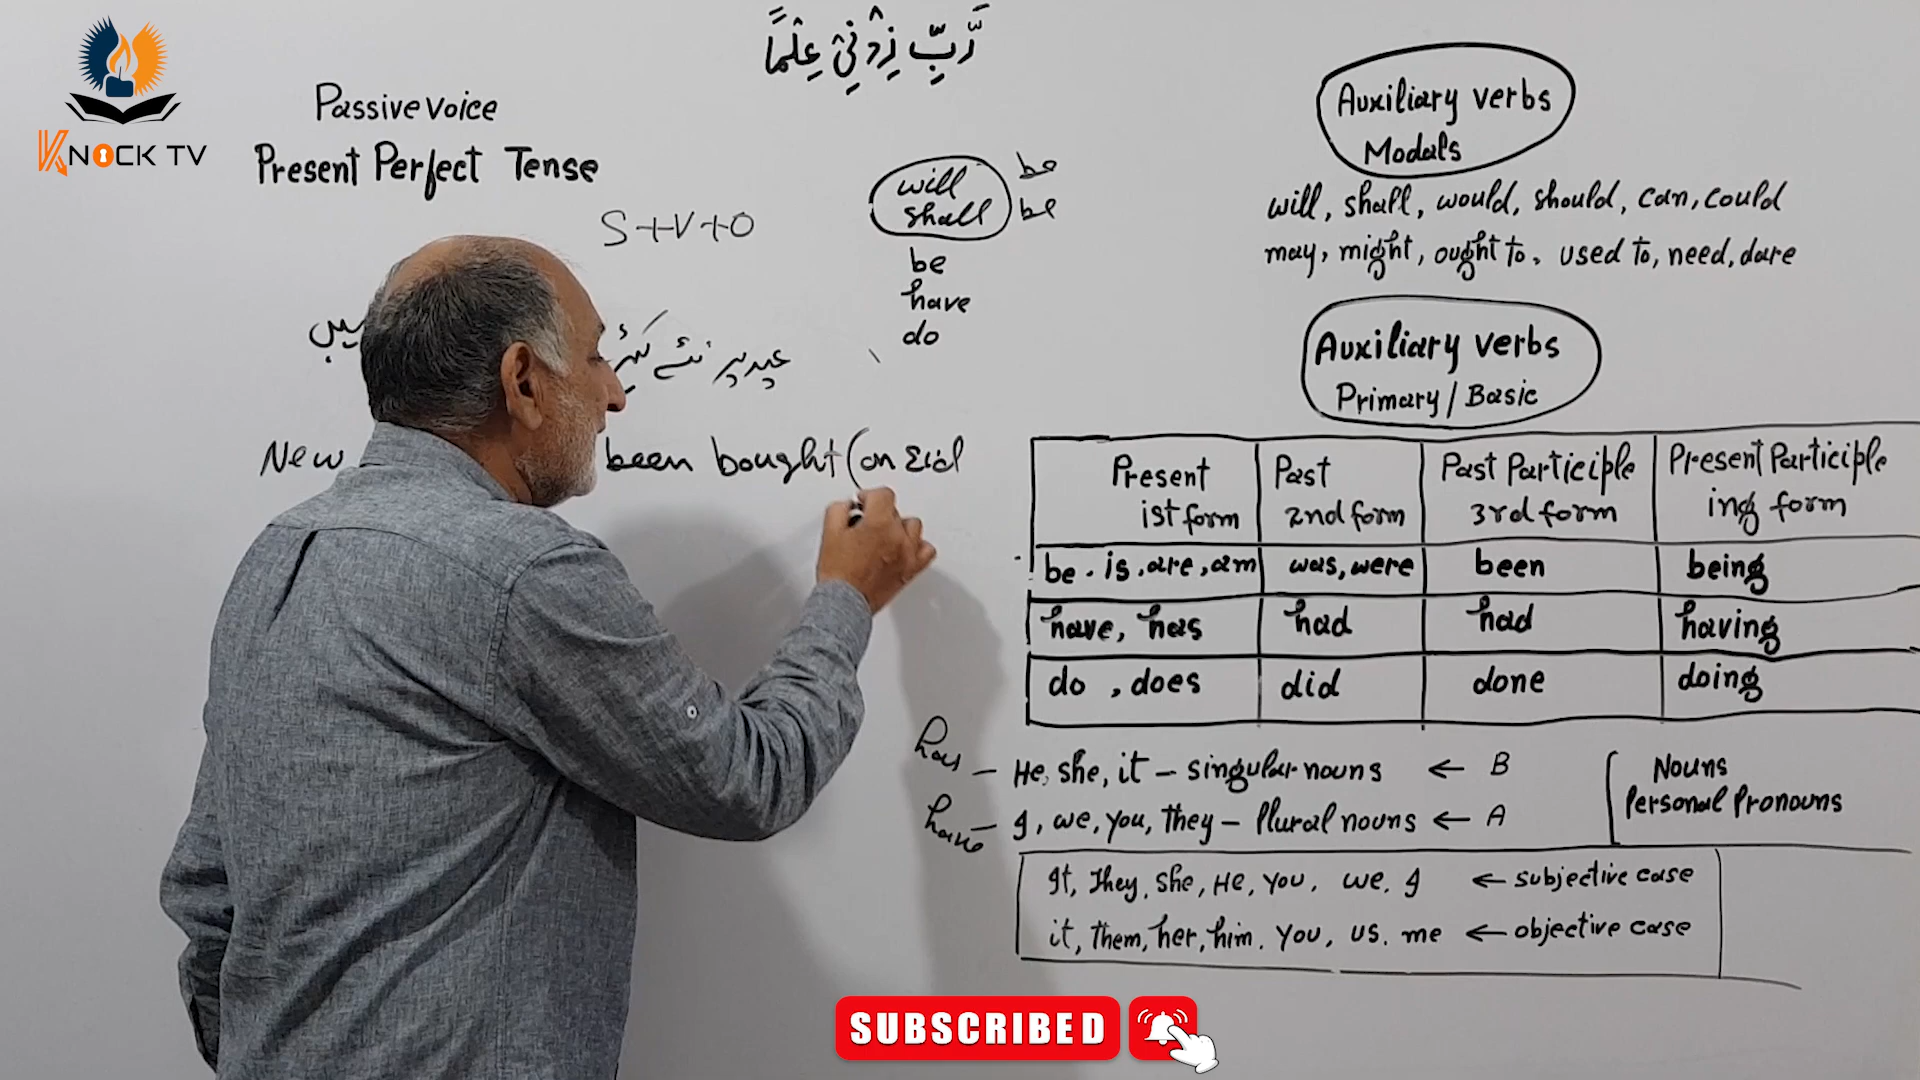 رَّبِّ زِدْنِيْ عِلْمًا
KNOCK TV
Passive Voice
Present Perfect Tense
S+V+O
will be
shall be
be
have
do
عید پر نئے
New been bought (on Eid
Auxiliary verbs
Modals
will, shall, would, should, can, could
may, might, ought to, used to, need, dare
Auxiliary verbs
Primary/Basic
Present Past Past Participle Present Participle
ist form 2nd form 3rd form ing form
be. is, are, am was, were been being
have, has had had having
do, does did done doing
has – He, she, it – singular nouns ← B
have – I, we, you, They – Plural nouns ← A
Nouns
Personal Pronouns
It, They, she, He, you, we, I ← subjective case
it, them, her, him, you, us, me ← objective case
SUBSCRIBED